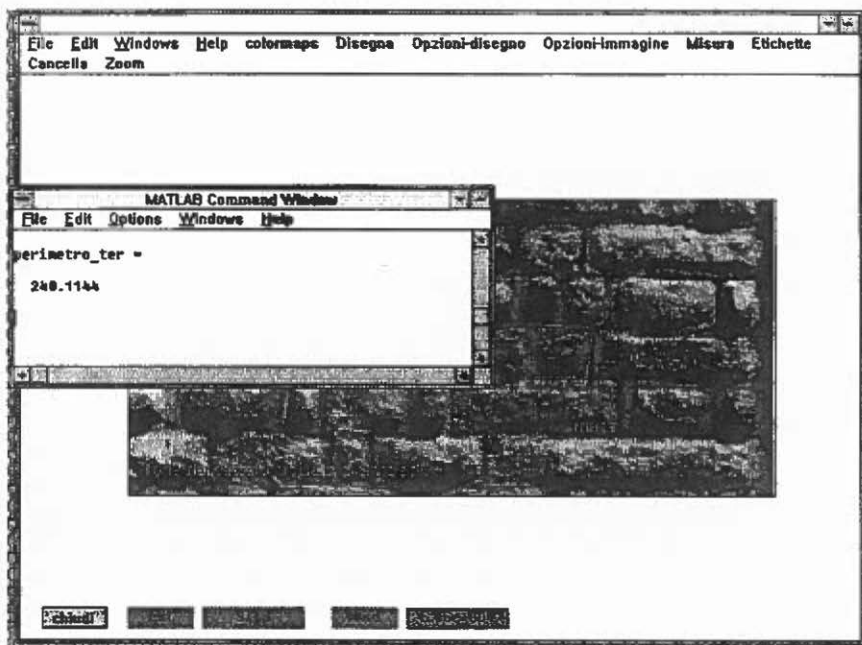 File Edit Windows Help colormaps Disegna Opzioni-disegno Opzioni-immagine Misura Etichette
Cancella Zoom
MATLAB Command Window
File Edit Options Windows Help
perimetro_ter =
240.1144
chiudi